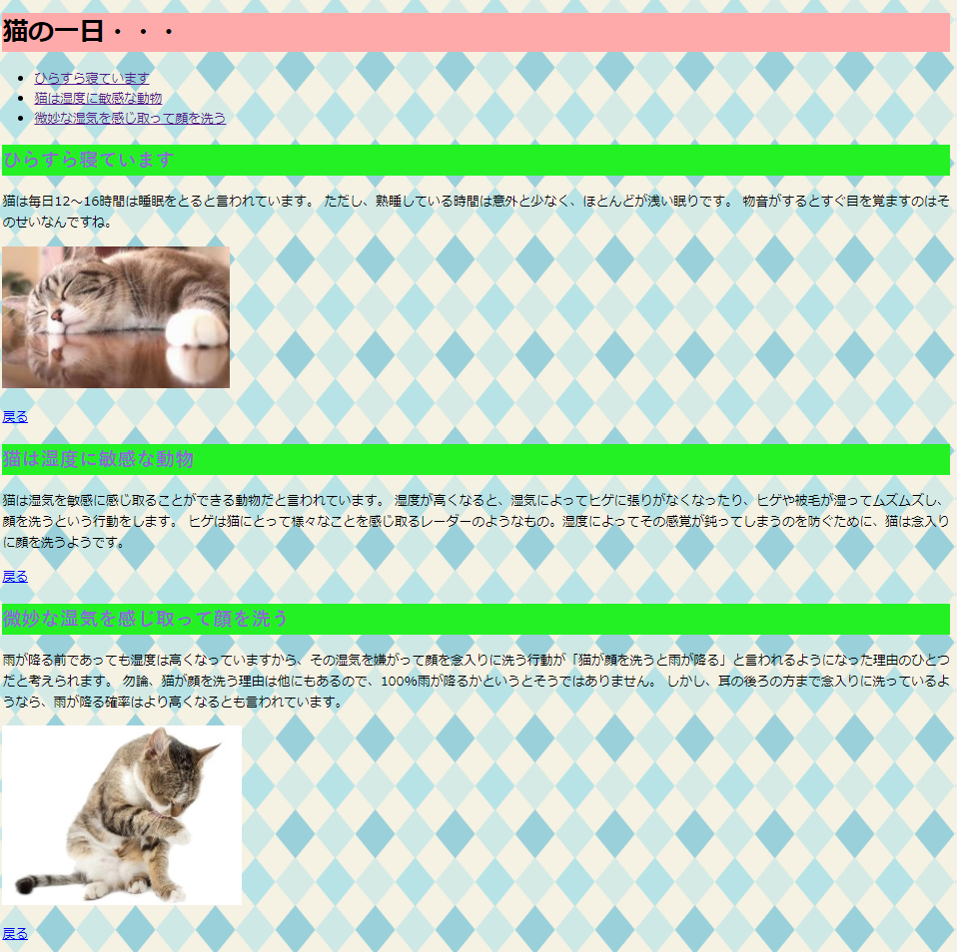 猫の一日・・・
ひらすら寝ています
猫は湿度に敏感な動物
微妙な湿気を感じ取って顔を洗う
ひらすら寝ています
猫は毎日12～16時間は睡眠をとると言われています。 ただし、熟睡している時間は意外と少なく、ほとんどが浅い眠りです。 物音がするとすぐ目を覚ますのはそ
のせいなんですね。
戻る
猫は湿度に敏感な動物
猫は湿気を敏感に感じ取ることができる動物だと言われています。 湿度が高くなると、湿気によってヒゲに張りがなくなったり、ヒゲや被毛が湿ってムズムズし、
顔を洗うという行動をします。 ヒゲは猫にとって様々なことを感じ取るレーダーのようなもの。湿度によってその感覚が鈍ってしまうのを防ぐために、猫は念入り
に顔を洗うようです。
戻る
微妙な湿気を感じ取って顔を洗う
雨が降る前であっても湿度は高くなっていますから、その湿気を嫌がって顔を念入りに洗う行動が「猫が顔を洗うと雨が降る」と言われるようになった理由のひとつ
だと考えられます。 勿論、猫が顔を洗う理由は他にもあるので、100%雨が降るかというとそうではありません。 しかし、耳の後ろの方まで念入りに洗っているよ
うなら、雨が降る確率はより高くなるとも言われています。
戻る